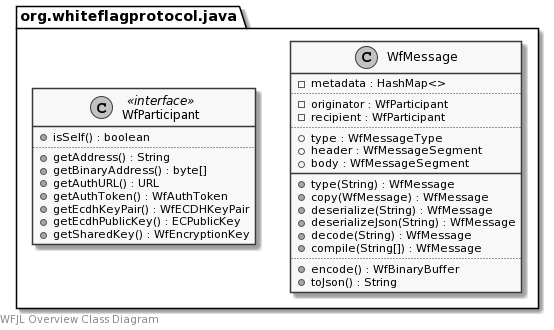 org.whiteflagprotocol.java
C
«interface»
WfParticipant
isSelf() : boolean
getAddress() : String
getBinaryAddress() : byte[]
getAuthURL() : URL
getAuthToken() : WfAuthToken
getEcdhKeyPair() : WfECDHKeyPair
getEcdhPublicKey() : ECPublicKey
getSharedKey() : WfEncryptionKey
C WfMessage
metadata : HashMap<>
originator : WfParticipant
recipient : WfParticipant
type : WfMessageType
header : WfMessageSegment
body : WfMessageSegment
type(String) : WfMessage
copy(WfMessage) : WfMessage
deserialize(String) : WfMessage
deserializeJson(String) : WfMessage
decode(String) : WfMessage
compile(String[]) : WfMessage
encode() : WfBinaryBuffer
toJson() : String
WFJL Overview Class Diagram